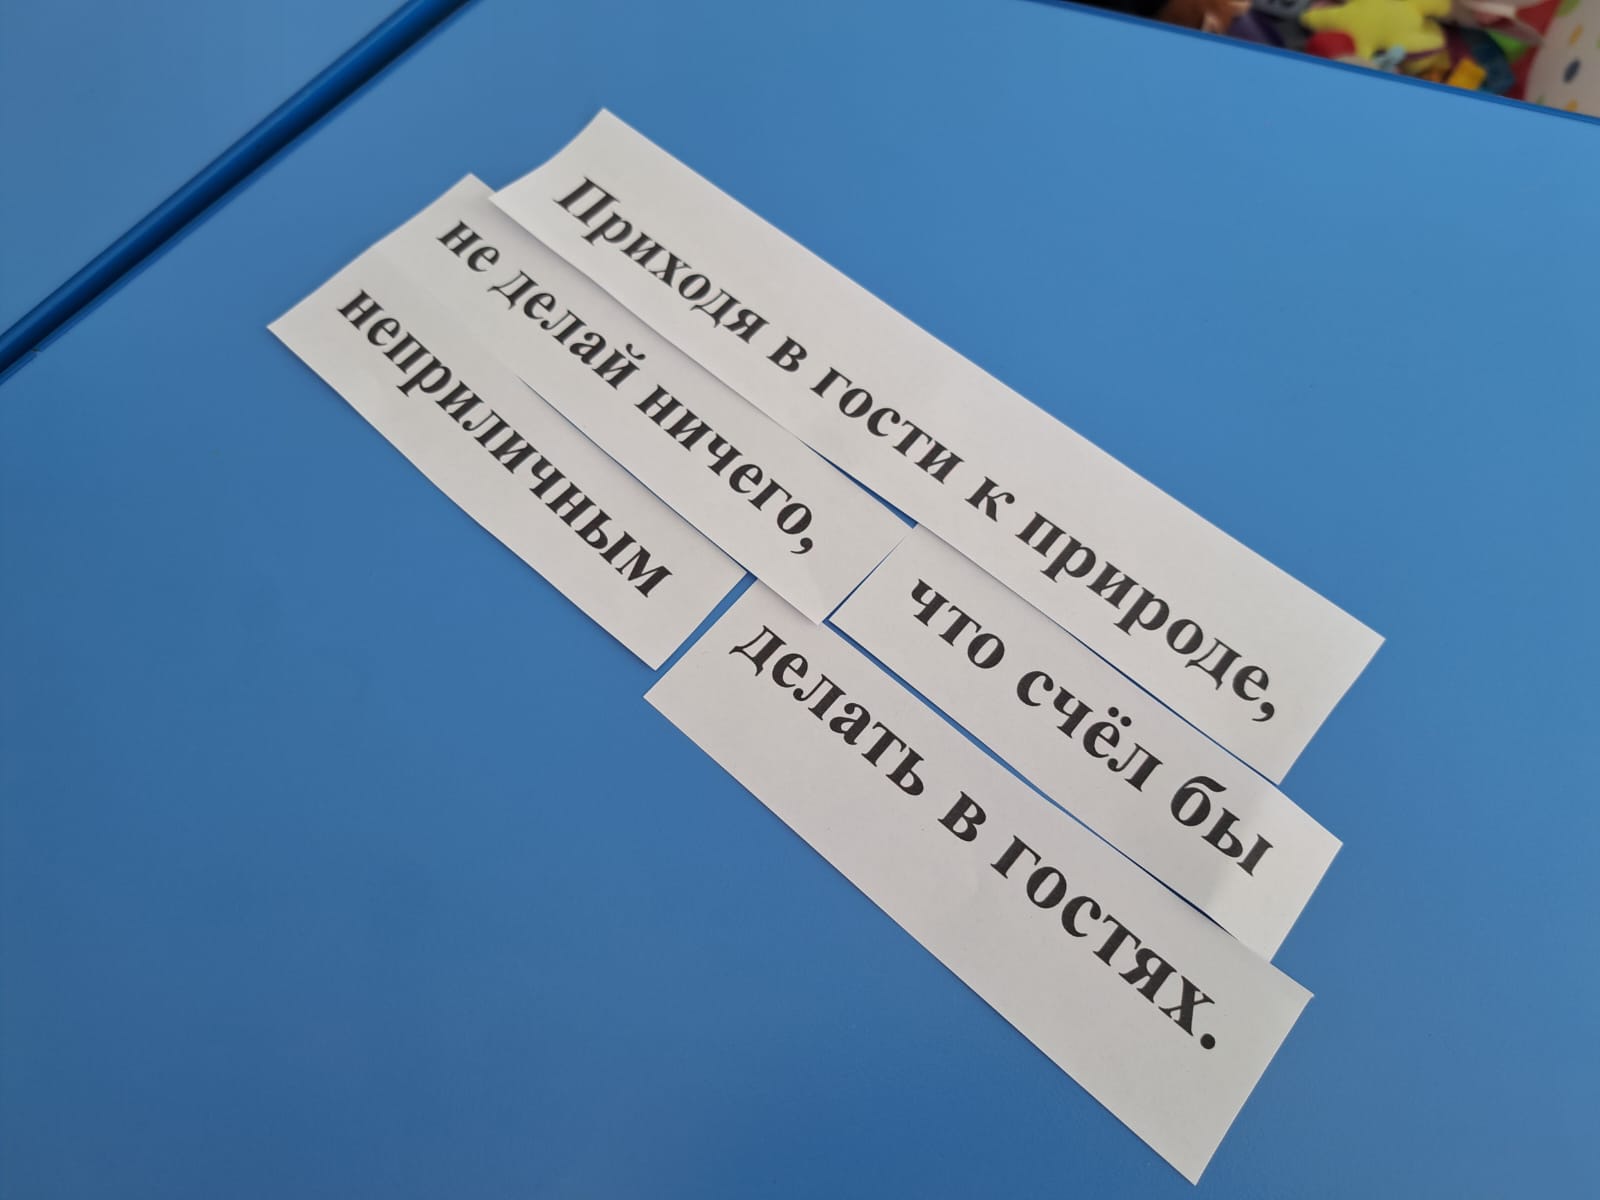 Приходя в гости к природе,
не делай ничего, что счёл бы
неприличным делать в гостях.